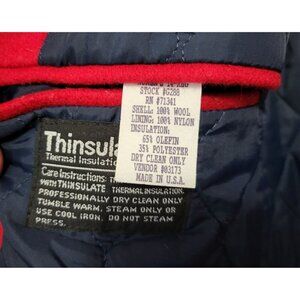 STOCK #G288
RN #71341
SHELL: 100% WOOL
LINING: 100% NYLON
INSULATION:
65% OLEFIN
35% POLYESTER
DRY CLEAN ONLY
VENDOR #03173
MADE IN U.S.A.
Thinsul
Thermal Insulatio
Care Instructions:
WITH THINSULATE THERMAL INSULATION
PROFESSIONALLY DRY CLEAN ONLY
TUMBLE WARM. STEAM ONLY OR
USE COOL IRON. DO NOT STEAM
PRESS.